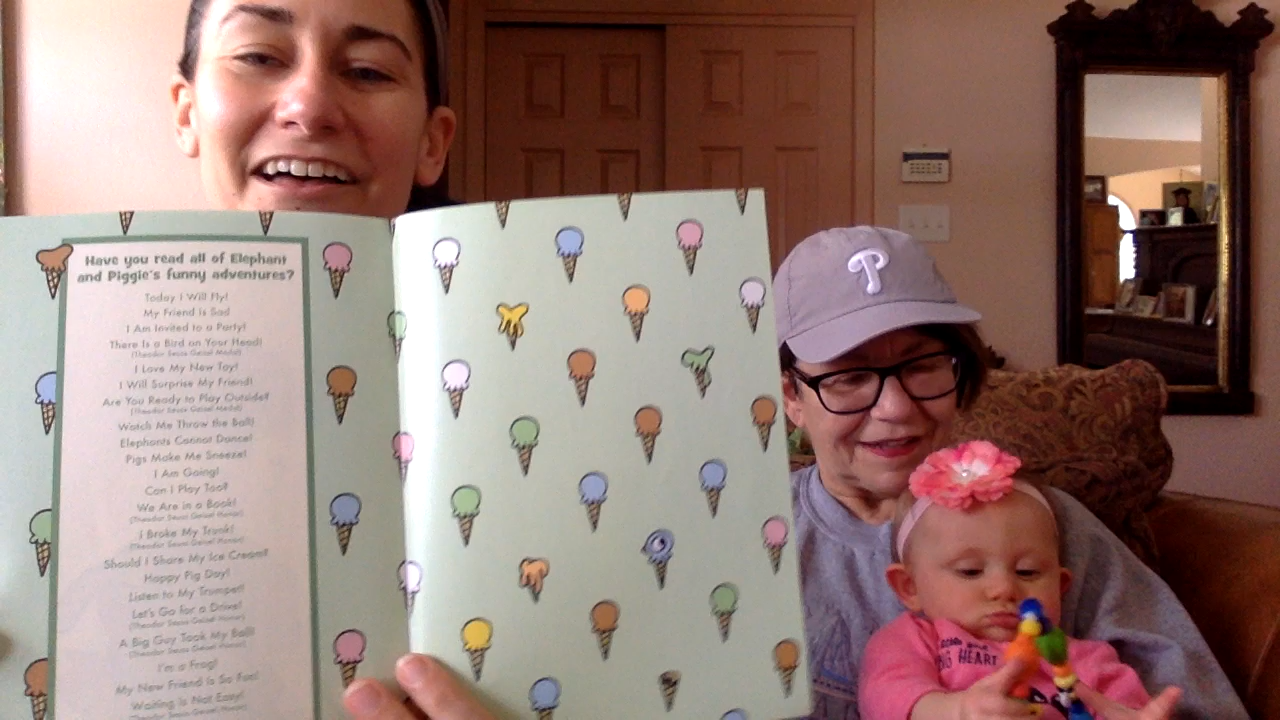 Have you read all of Elephant
and Piggie's funny adventures?
Today I Will Fly!
My Friend Is Sad
I Am Invited to a Party!
There Is a Bird on Your Head!
(Theodor Seuss Geisel Medal)
I Love My New Toy!
I Will Surprise My Friend!
Are You Ready to Play Outside?
(Theodor Seuss Geisel Medal)
Watch Me Throw the Ball!
Elephants Cannot Dance!
Pigs Make Me Sneeze!
I Am Going!
Can I Play Too?
We Are in a Book!
(Theodor Seuss Geisel Honor)
I Broke My Trunk!
(Theodor Seuss Geisel Honor)
Should I Share My Ice Cream?
Happy Pig Day!
Listen to My Trumpet!
Let's Go for a Drive!
(Theodor Seuss Geisel Honor)
A Big Guy Took My Ball!
(Theodor Seuss Geisel Honor)
I'm a Frog!
My New Friend Is So Fun!
Waiting Is Not Easy!
(Theodor Seuss Geisel Honor)
P
BIG HEART